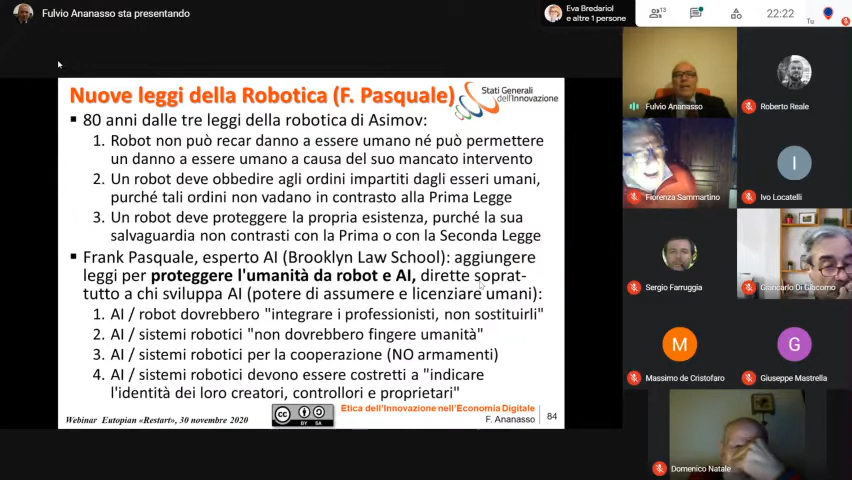 Fulvio Ananasso sta presentando
Eva Bredariol
e altre 1 persone
13
22:22
Tu
Nuove leggi della Robotica (F. Pasquale)
Stati Generali
dell'Innovazione
▪ 80 anni dalle tre leggi della robotica di Asimov:
1. Robot non può recar danno a essere umano né può permettere
un danno a essere umano a causa del suo mancato intervento
2. Un robot deve obbedire agli ordini impartiti dagli esseri umani,
purché tali ordini non vadano in contrasto alla Prima Legge
3. Un robot deve proteggere la propria esistenza, purché la sua
salvaguardia non contrasti con la Prima o con la Seconda Legge
▪ Frank Pasquale, esperto AI (Brooklyn Law School): aggiungere
leggi per proteggere l'umanità da robot e AI, dirette soprat-
tutto a chi sviluppa AI (potere di assumere e licenziare umani):
1. AI / robot dovrebbero "integrare i professionisti, non sostituirli"
2. AI / sistemi robotici "non dovrebbero fingere umanità"
3. AI / sistemi robotici per la cooperazione (NO armamenti)
4. AI / sistemi robotici devono essere costretti a "indicare
l'identità dei loro creatori, controllori e proprietari"
Webinar Eutopian «Restart», 30 novembre 2020
cc
BY SA
Etica dell'Innovazione nell'Economia Digitale
F. Ananasso
84
Fulvio Ananasso
Roberto Reale
Fiorenza Sammartino
I
Ivo Locatelli
Sergio Farruggia
Giancarlo Di Giacomo
M
Massimo de Cristofaro
G
Giuseppe Mastrella
Domenico Natale